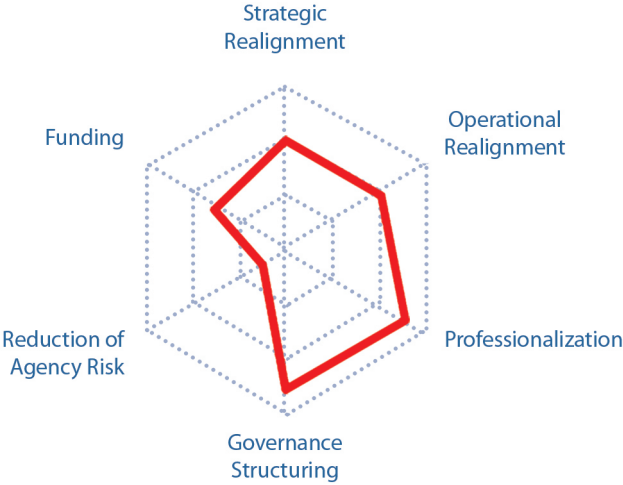 Strategic
Realignment
Operational
Realignment
Funding
Professionalization
Reduction of
Agency Risk
Governance
Structuring